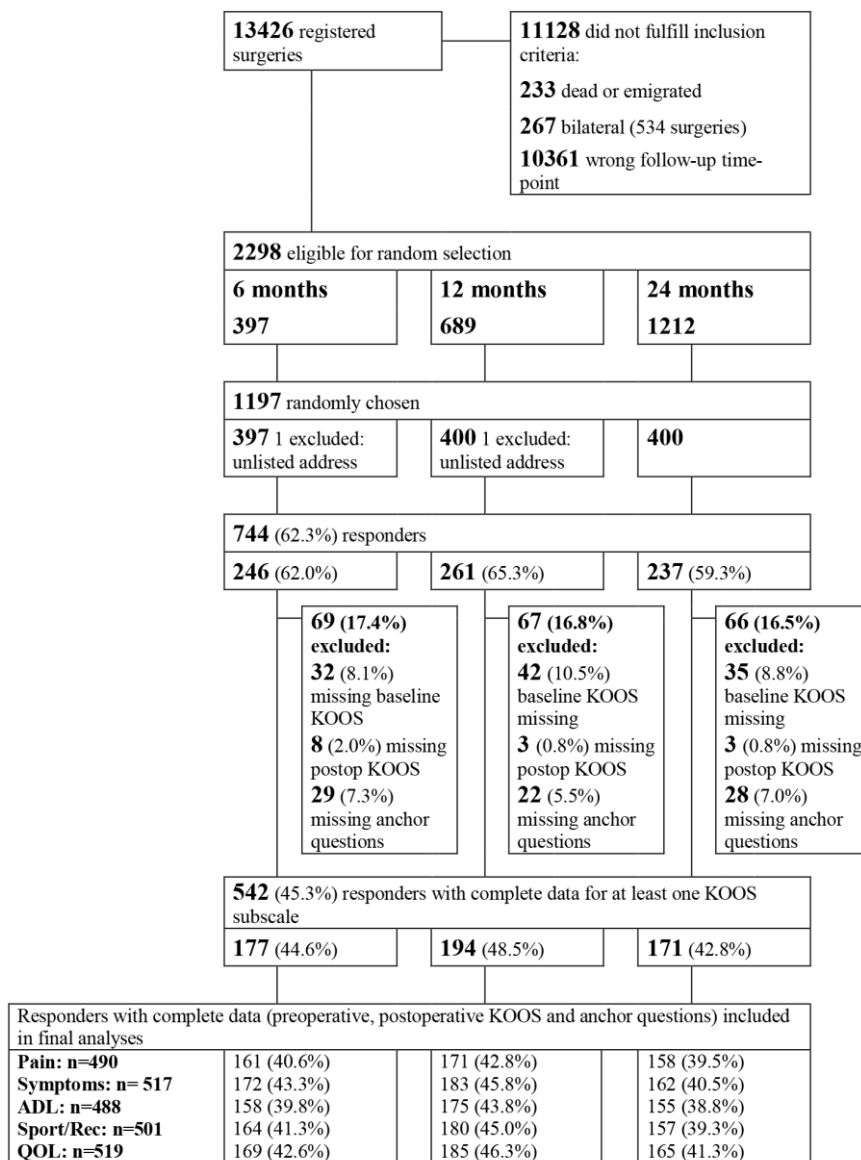 13426 registered
surgeries
11128 did not fulfill inclusion
criteria:
233 dead or emigrated
267 bilateral (534 surgeries)
10361 wrong follow-up time-
point
2298 eligible for random selection
6 months
397
12 months
689
24 months
1212
1197 randomly chosen
397 1 excluded:
unlisted address
400 1 excluded:
unlisted address
400
744 (62.3%) responders
246 (62.0%)
261 (65.3%)
237 (59.3%)
69 (17.4%)
excluded:
32 (8.1%)
missing baseline
KOOS
8 (2.0%) missing
postop KOOS
29 (7.3%)
missing anchor
questions
67 (16.8%)
excluded:
42 (10.5%)
baseline KOOS
missing
3 (0.8%) missing
postop KOOS
22 (5.5%)
missing anchor
questions
66 (16.5%)
excluded:
35 (8.8%)
baseline KOOS
missing
3 (0.8%) missing
postop KOOS
28 (7.0%)
missing anchor
questions
542 (45.3%) responders with complete data for at least one KOOS
subscale
177 (44.6%)
194 (48.5%)
171 (42.8%)
Responders with complete data (preoperative, postoperative KOOS and anchor questions) included
in final analyses
Pain: n=490 161 (40.6%) 171 (42.8%) 158 (39.5%)
Symptoms: n= 517 172 (43.3%) 183 (45.8%) 162 (40.5%)
ADL: n=488 158 (39.8%) 175 (43.8%) 155 (38.8%)
Sport/Rec: n=501 164 (41.3%) 180 (45.0%) 157 (39.3%)
QOL: n=519 169 (42.6%) 185 (46.3%) 165 (41.3%)